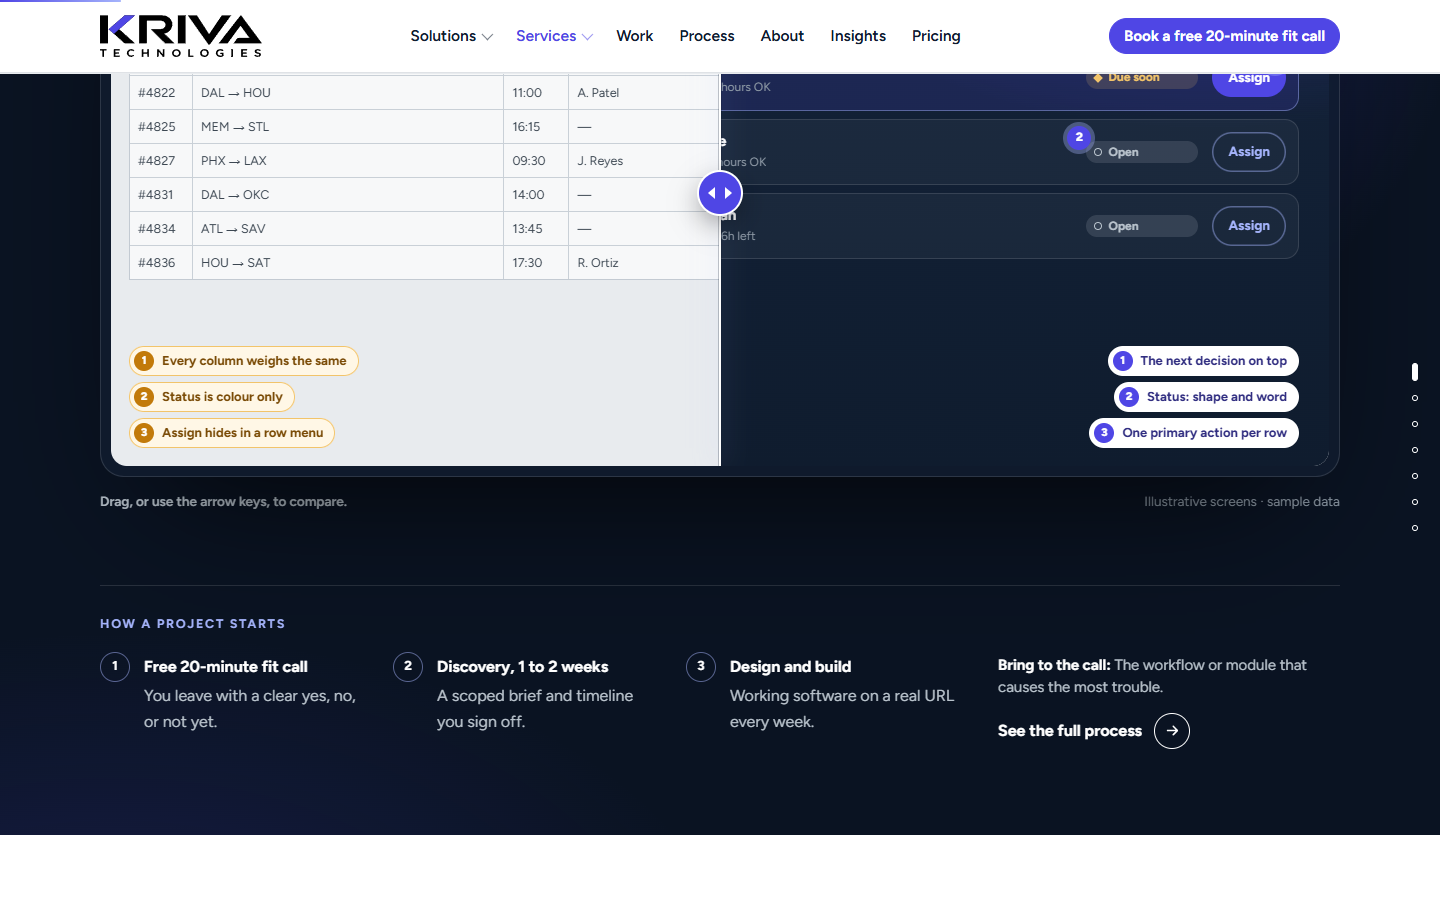 KRIVA
TECHNOLOGIES
Solutions Services Work Process About Insights Pricing
Book a free 20-minute fit call
#4822 DAL → HOU 11:00 A. Patel
#4825 MEM → STL 16:15 —
#4827 PHX → LAX 09:30 J. Reyes
#4831 DAL → OKC 14:00 —
#4834 ATL → SAV 13:45 —
#4836 HOU → SAT 17:30 R. Ortiz
hours OK
Due soon Assign
hours OK
2 Open Assign
6h left
Open Assign
1 Every column weighs the same
2 Status is colour only
3 Assign hides in a row menu
1 The next decision on top
2 Status: shape and word
3 One primary action per row
Drag, or use the arrow keys, to compare.
Illustrative screens · sample data
HOW A PROJECT STARTS
1 Free 20-minute fit call
You leave with a clear yes, no,
or not yet.
2 Discovery, 1 to 2 weeks
A scoped brief and timeline
you sign off.
3 Design and build
Working software on a real URL
every week.
Bring to the call: The workflow or module that
causes the most trouble.
See the full process